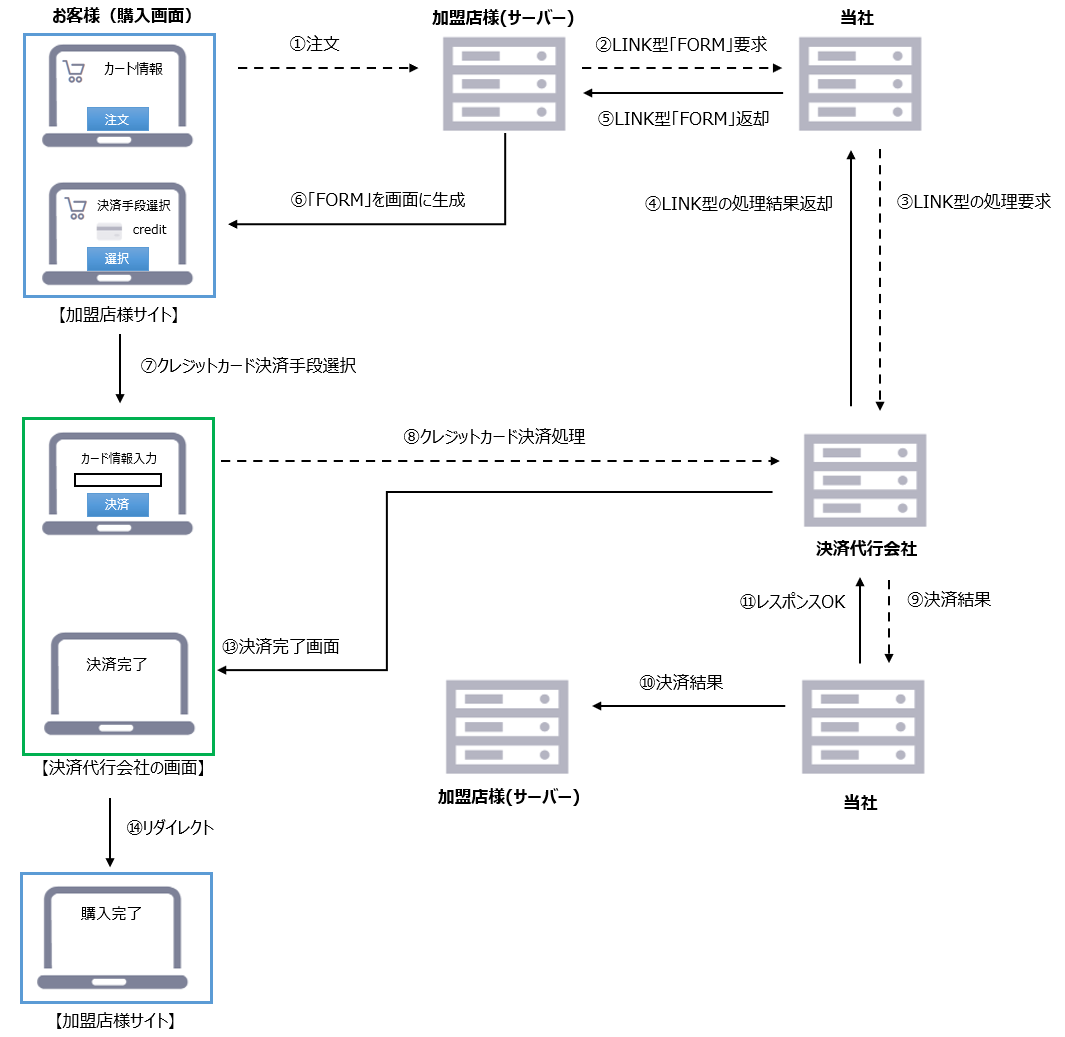 お客様（購入画面）
加盟店様(サーバー)
当社
カート情報
注文
①注文
②LINK型「FORM」要求
⑤LINK型「FORM」返却
決済手段選択
credit
選択
⑥「FORM」を画面に生成
④LINK型の処理結果返却
③LINK型の処理要求
【加盟店様サイト】
⑦クレジットカード決済手段選択
カード情報入力
決済
⑧クレジットカード決済処理
決済代行会社
⑪レスポンスOK
⑨決済結果
決済完了
⑬決済完了画面
⑩決済結果
【決済代行会社の画面】
加盟店様(サーバー)
当社
⑭リダイレクト
購入完了
【加盟店様サイト】